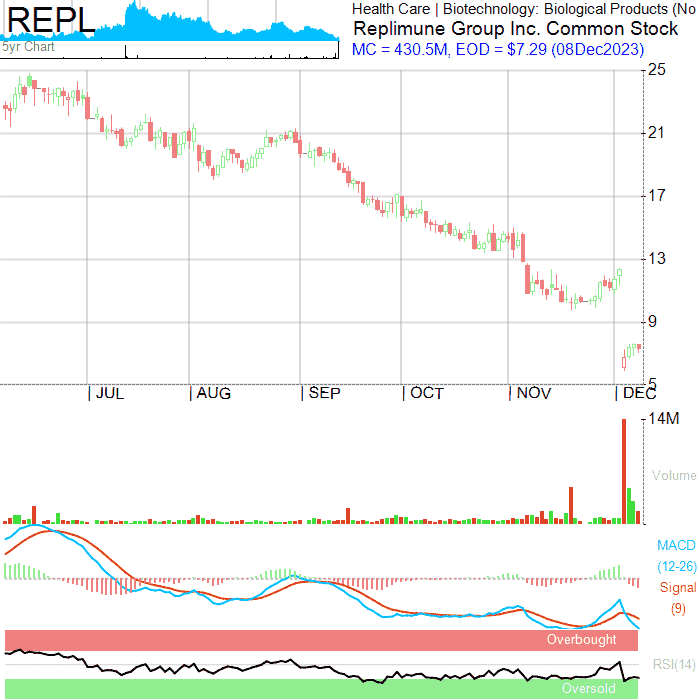 REPL
5yr Chart
Health Care | Biotechnology: Biological Products (No
Replimune Group Inc. Common Stock
MC = 430.5M, EOD = $7.29 (08Dec2023)
25
21
17
13
9
5
| JUL | AUG | SEP | OCT | NOV | DEC
14M
Volume
MACD
(12-26)
Signal
(9)
Overbought
RSI(14)
Oversold